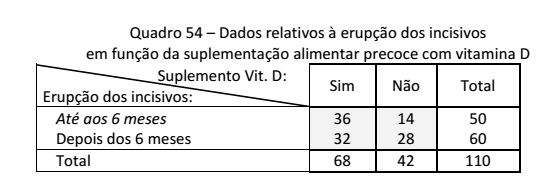 Quadro 54 – Dados relativos à erupção dos incisivos
em função da suplementação alimentar precoce com vitamina D
Suplemento Vit. D:
Erupção dos incisivos:
Sim Não Total
Até aos 6 meses 36 14 50
Depois dos 6 meses 32 28 60
Total 68 42 110